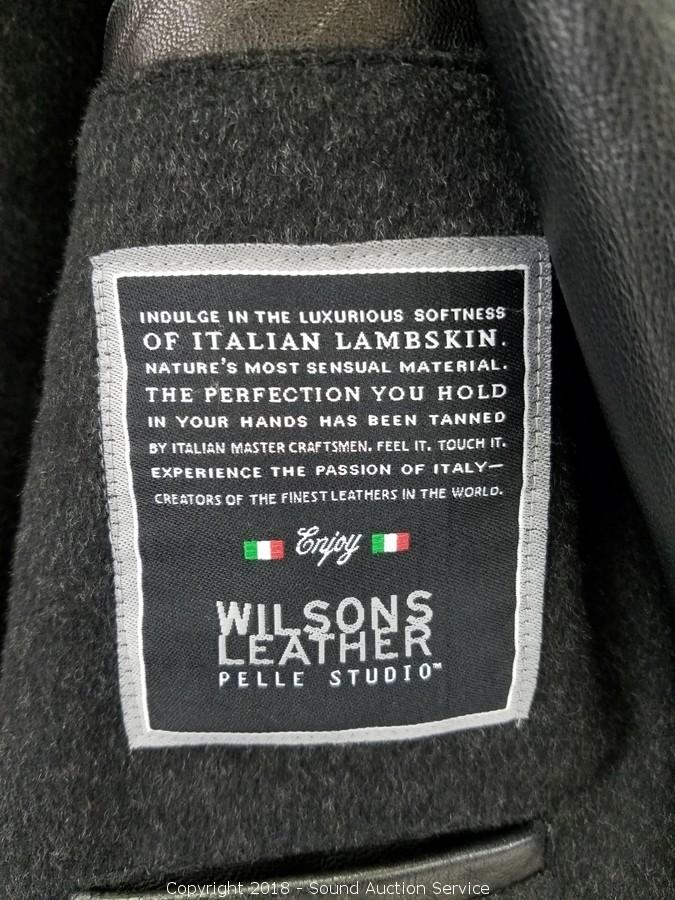 INDULGE IN THE LUXURIOUS SOFTNESS
OF ITALIAN LAMBSKIN.
NATURE'S MOST SENSUAL MATERIAL.
THE PERFECTION YOU HOLD
IN YOUR HANDS HAS BEEN TANNED
BY ITALIAN MASTER CRAFTSMEN. FEEL IT. TOUCH IT.
EXPERIENCE THE PASSION OF ITALY—
CREATORS OF THE FINEST LEATHERS IN THE WORLD.
Enjoy
WILSONS
LEATHER
PELLE STUDIO™
Copyright 2018 - Sound Auction Service